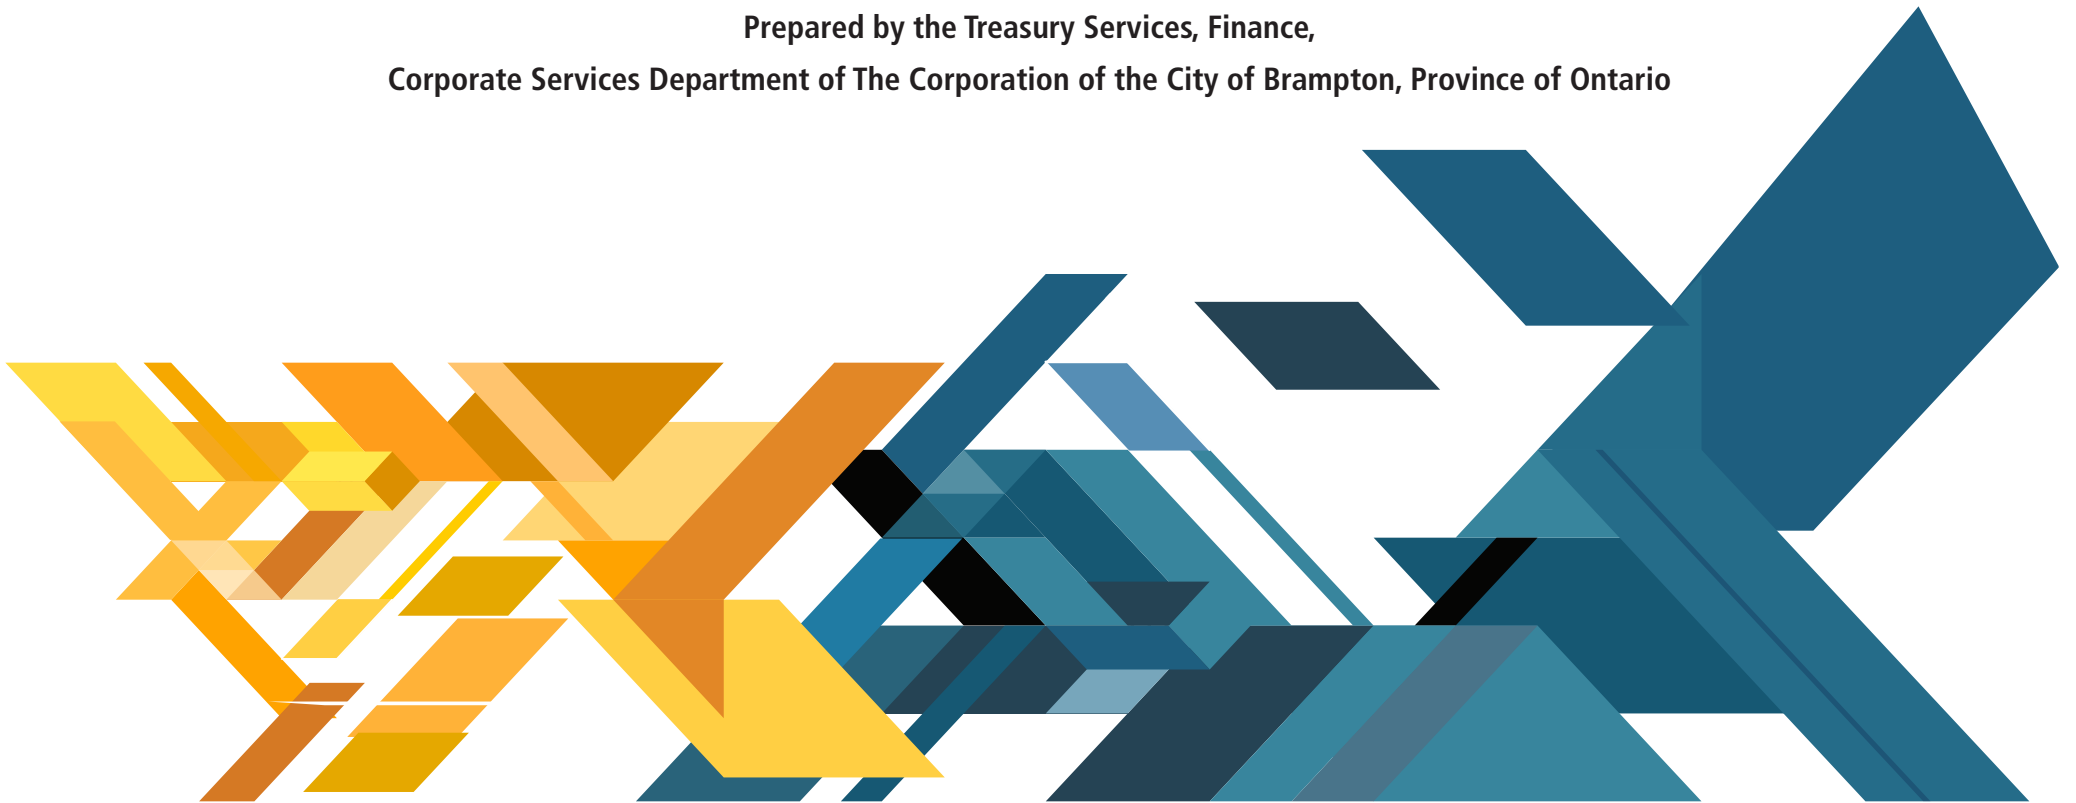 Prepared by the Treasury Services, Finance,
Corporate Services Department of The Corporation of the City of Brampton, Province of Ontario